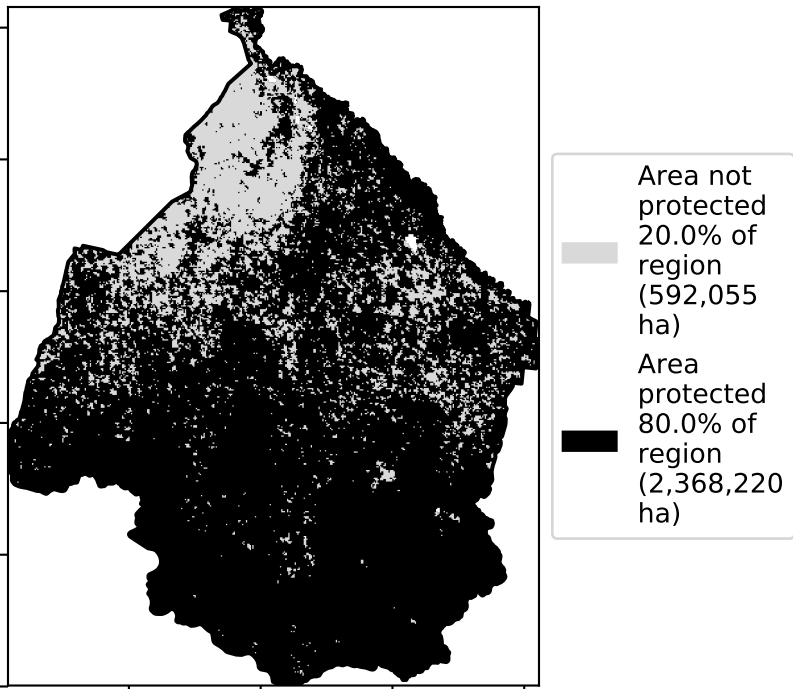 Area not
protected
20.0% of
region
(592,055
ha)
Area
protected
80.0% of
region
(2,368,220
ha)